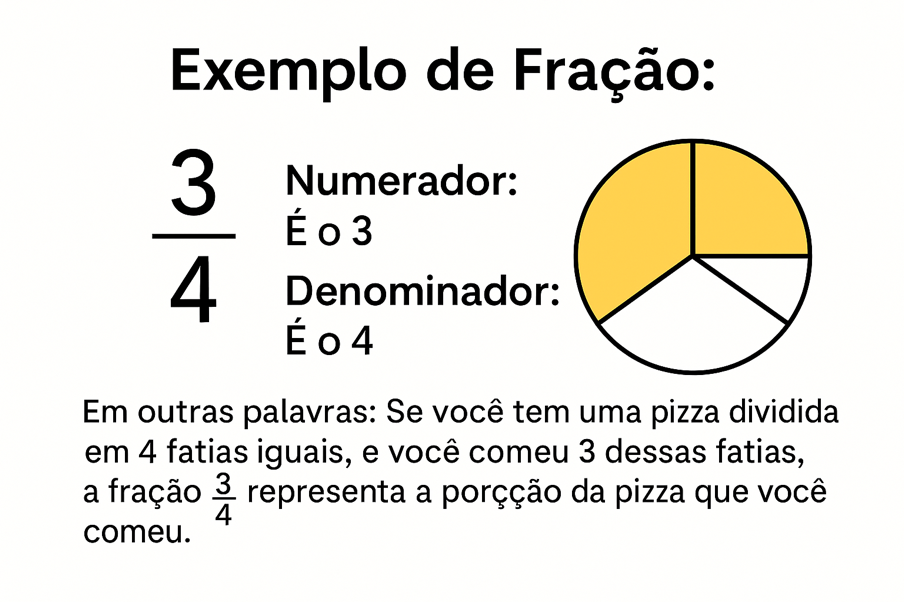 Exemplo de Fração:
3
4
Numerador:
É o 3
Denominador:
É o 4
Em outras palavras: Se você tem uma pizza dividida
em 4 fatias iguais, e você comeu 3 dessas fatias,
a fração 3/4 representa a porçção da pizza que você
comeu.